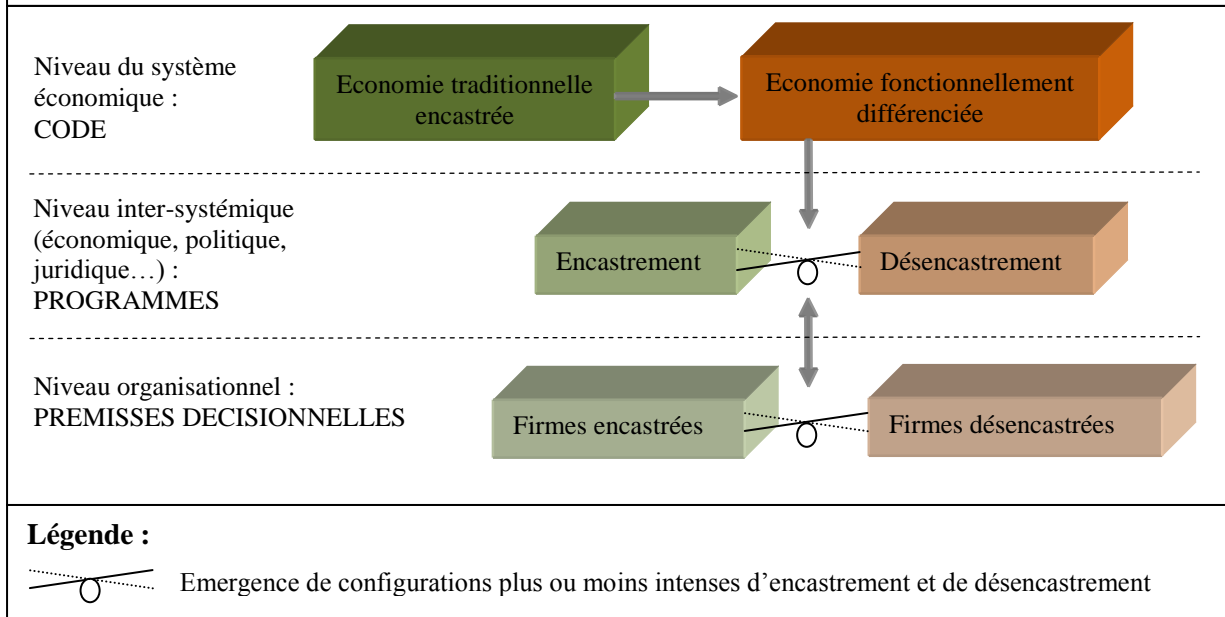 Niveau du système
économique :
CODE
Economie traditionnelle
encastrée
Economie fonctionnellement
différenciée
Niveau inter-systémique
(économique, politique,
juridique…) :
PROGRAMMES
Encastrement
Désencastrement
Niveau organisationnel :
PREMISSES DECISIONNELLES
Firmes encastrées
Firmes désencastrées
Légende :
Emergence de configurations plus ou moins intenses d’encastrement et de désencastrement